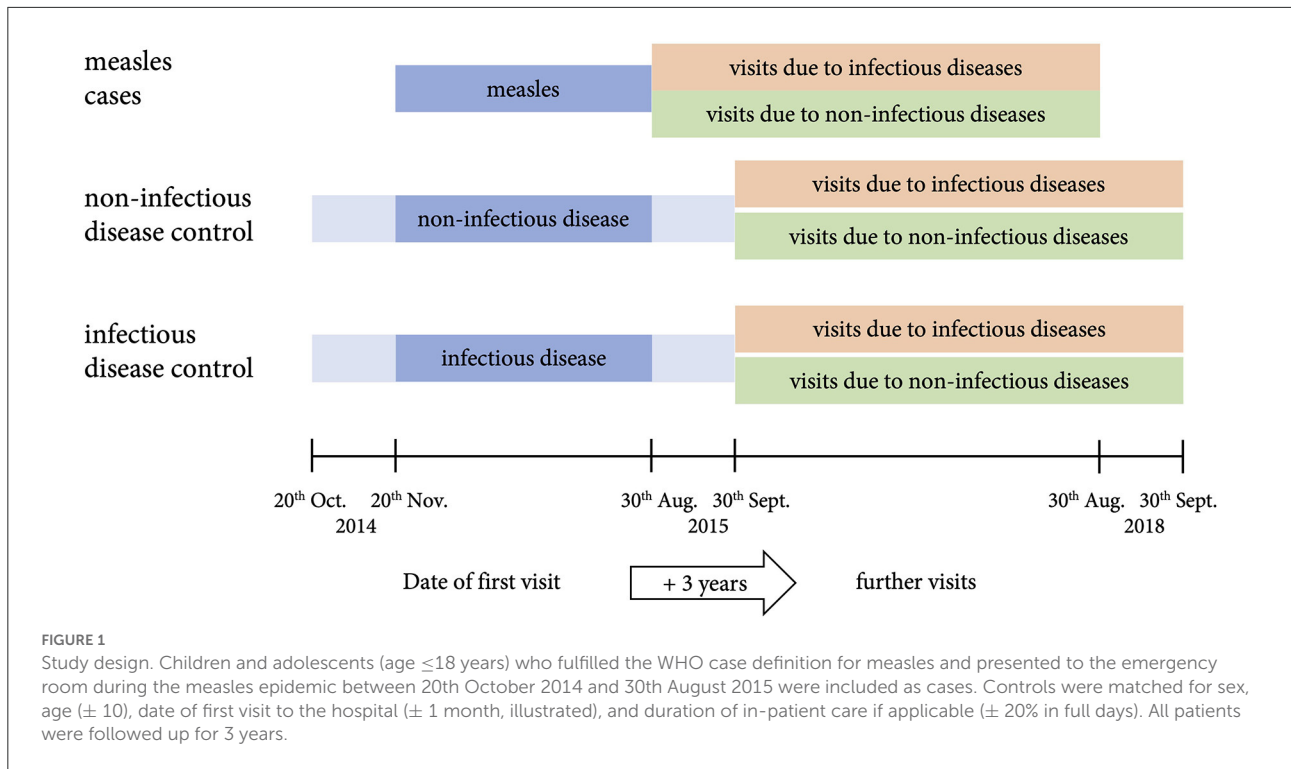 measles
cases
measles
visits due to infectious diseases
visits due to non-infectious diseases
non-infectious
disease control
non-infectious disease
visits due to infectious diseases
visits due to non-infectious diseases
infectious
disease control
infectious disease
visits due to infectious diseases
visits due to non-infectious diseases
20th Oct. 20th Nov. 30th Aug. 30th Sept. 30th Aug. 30th Sept.
2014 2015 2018
Date of first visit + 3 years further visits
FIGURE 1
Study design. Children and adolescents (age ≤18 years) who fulfilled the WHO case definition for measles and presented to the emergency
room during the measles epidemic between 20th October 2014 and 30th August 2015 were included as cases. Controls were matched for sex,
age (± 10), date of first visit to the hospital (± 1 month, illustrated), and duration of in-patient care if applicable (± 20% in full days). All patients
were followed up for 3 years.